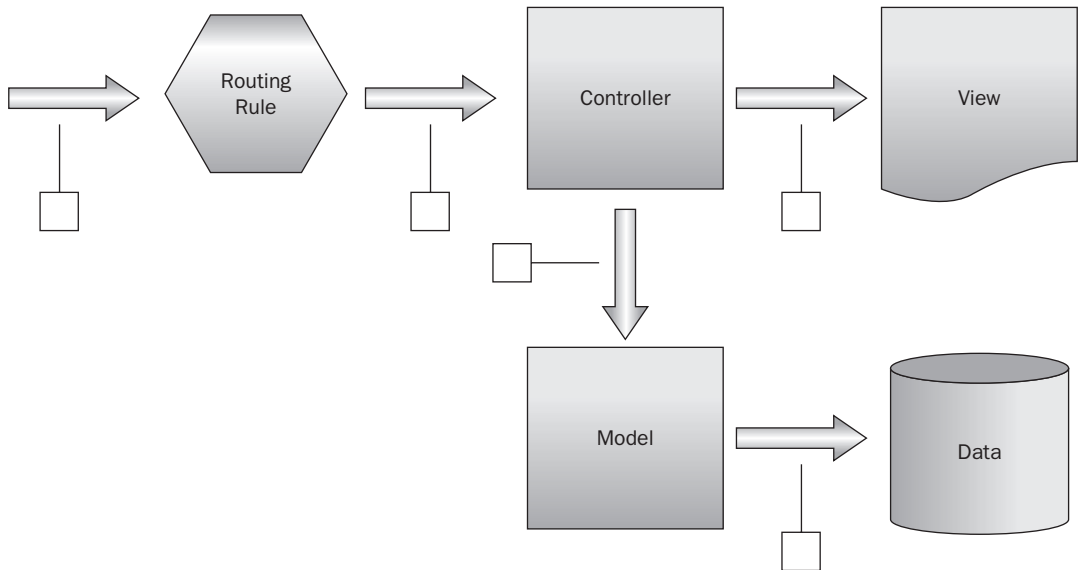 Routing
Rule
Controller
View
Model
Data